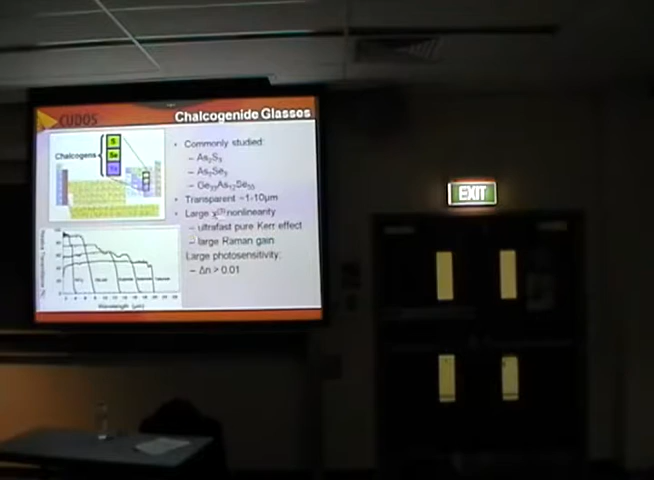 CUDOS
Chalcogenide Glasses
Chalcogens
S
Se
• Commonly studied:
– As₂S₃
– As₂Se₃
– Ge₃₃As₁₂Se₅₅
• Transparent ~1-10μm
• Large χ⁽³⁾ nonlinearity
– ultrafast pure Kerr effect
– large Raman gain
Large photosensitivity:
– Δn > 0.01
Wavelength (μm)
EXIT